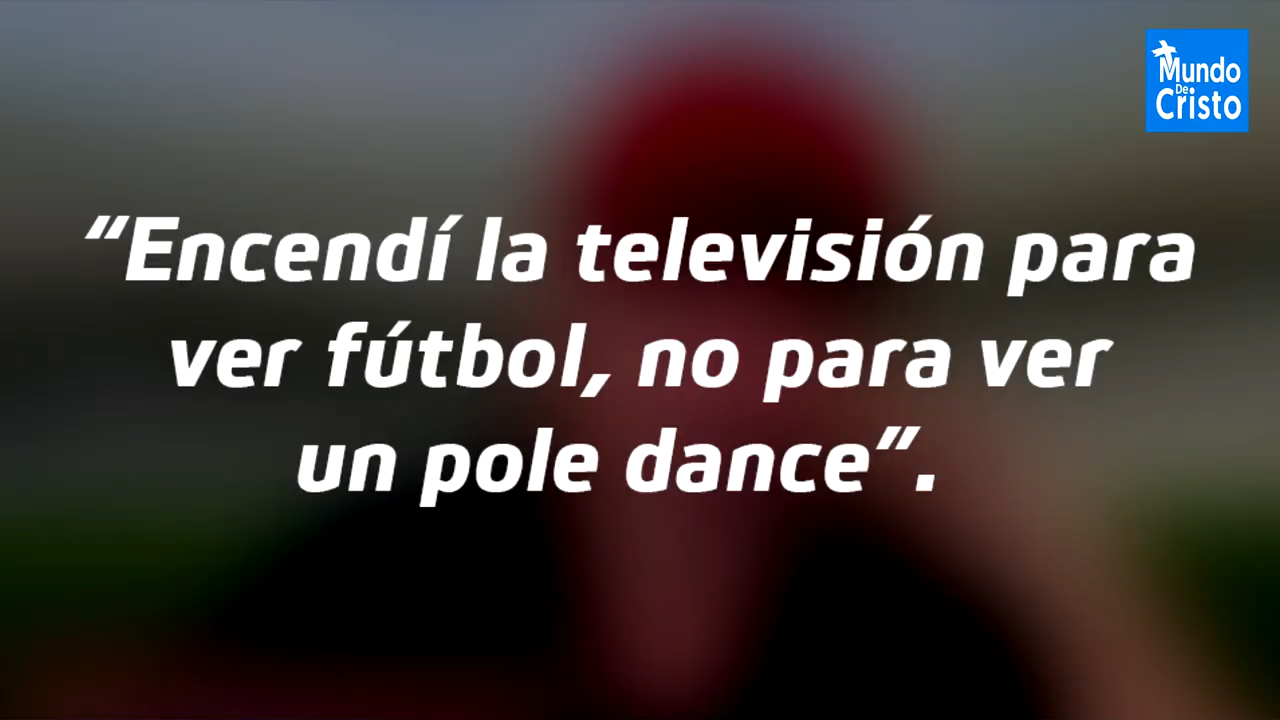 Mundo
De
Cristo
“Encendí la televisión para
ver fútbol, no para ver
un pole dance”.